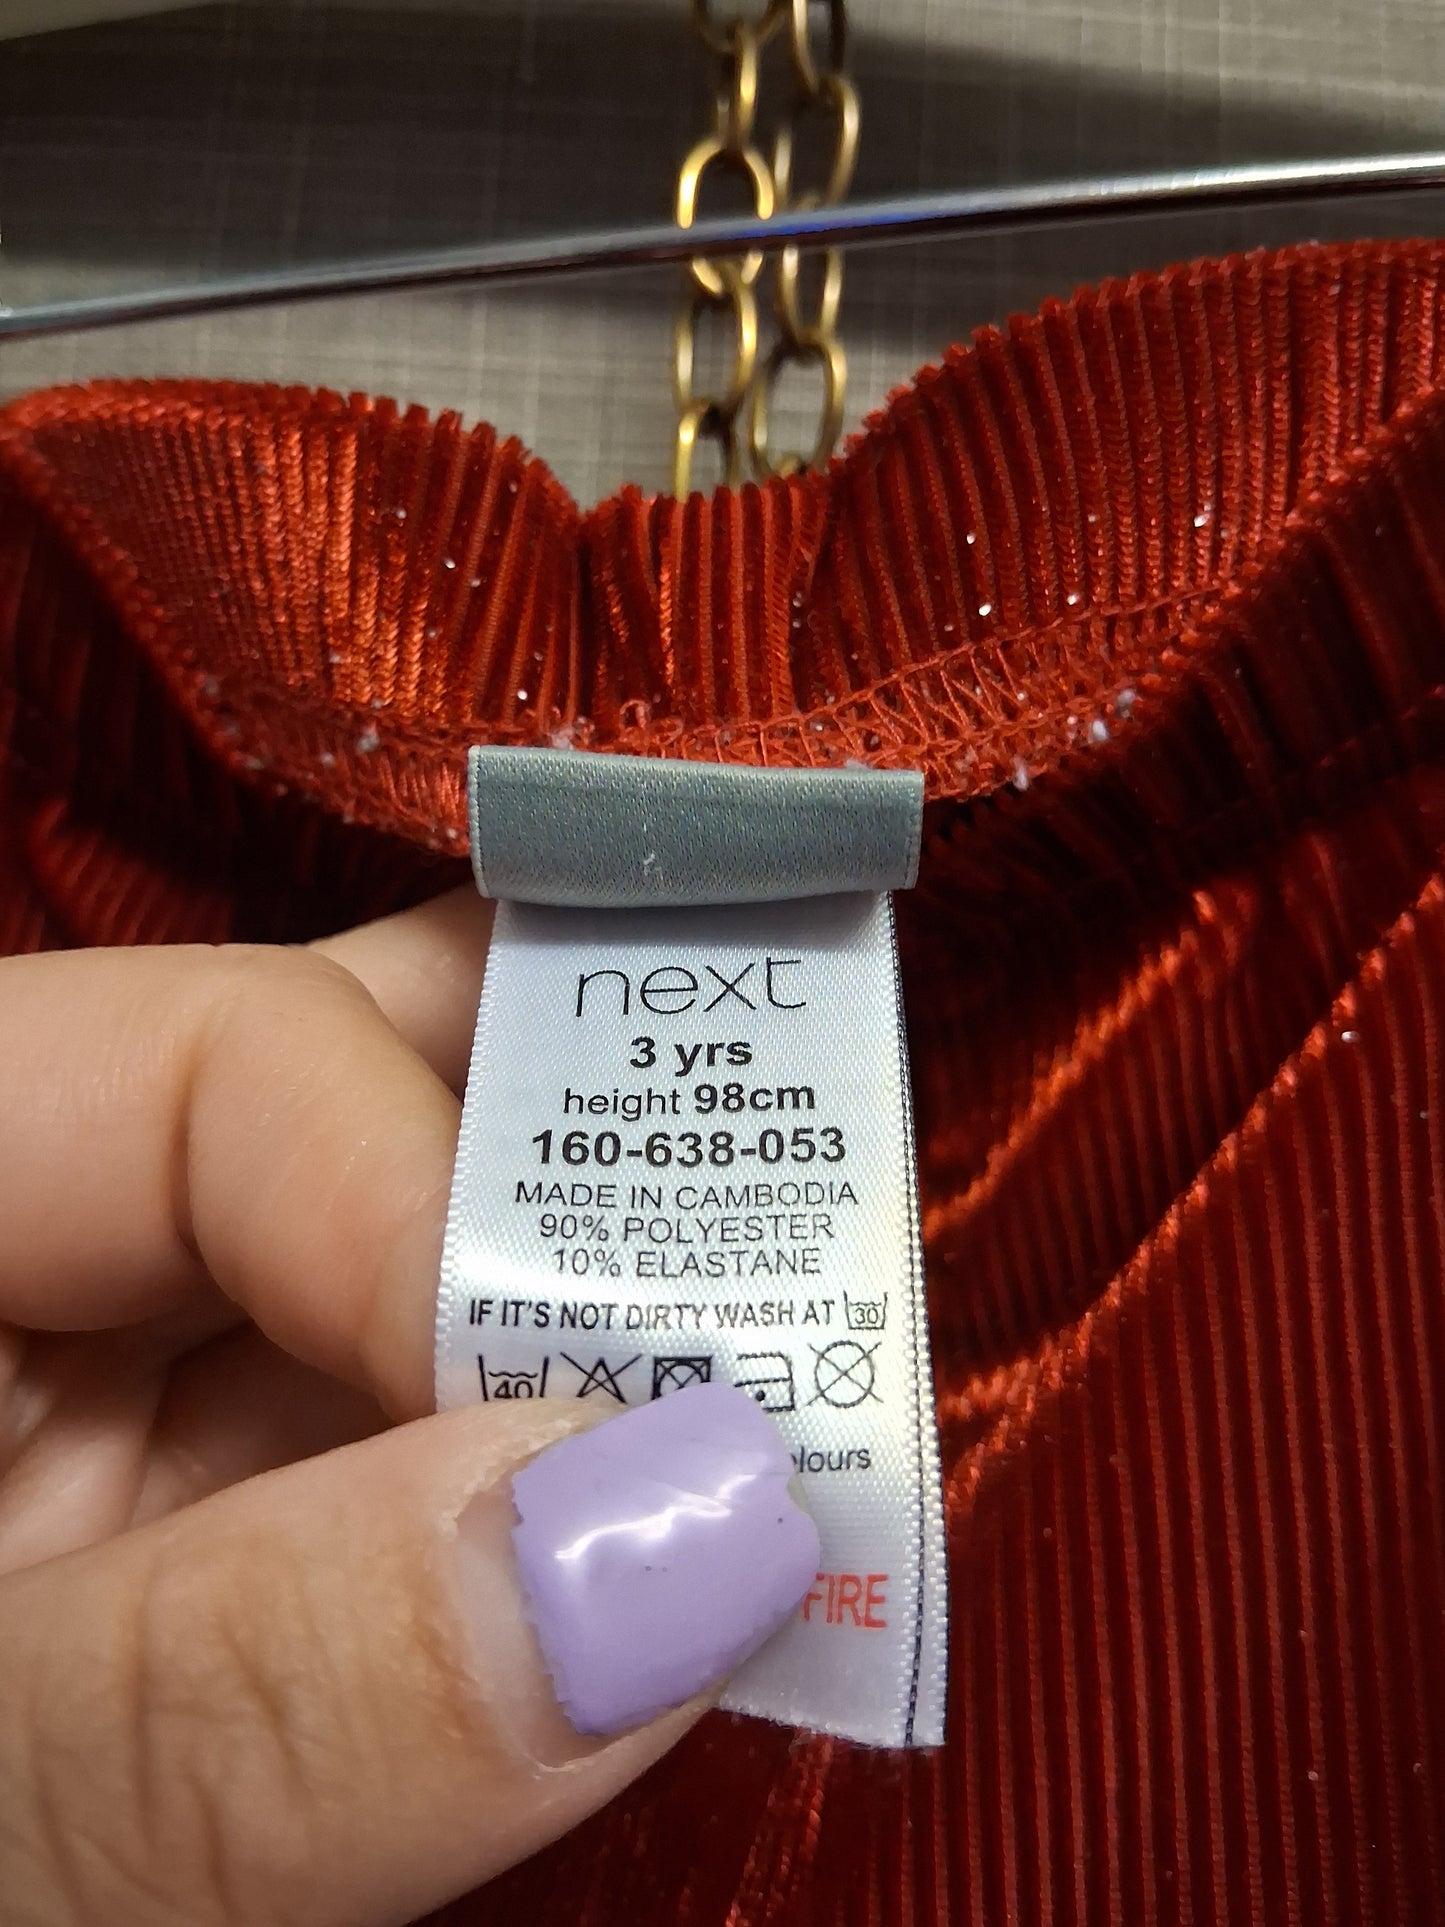 next
3 yrs
height 98cm
160-638-053
MADE IN CAMBODIA
90% POLYESTER
10% ELASTANE
IF IT'S NOT DIRTY WASH AT 30
40
FIRE